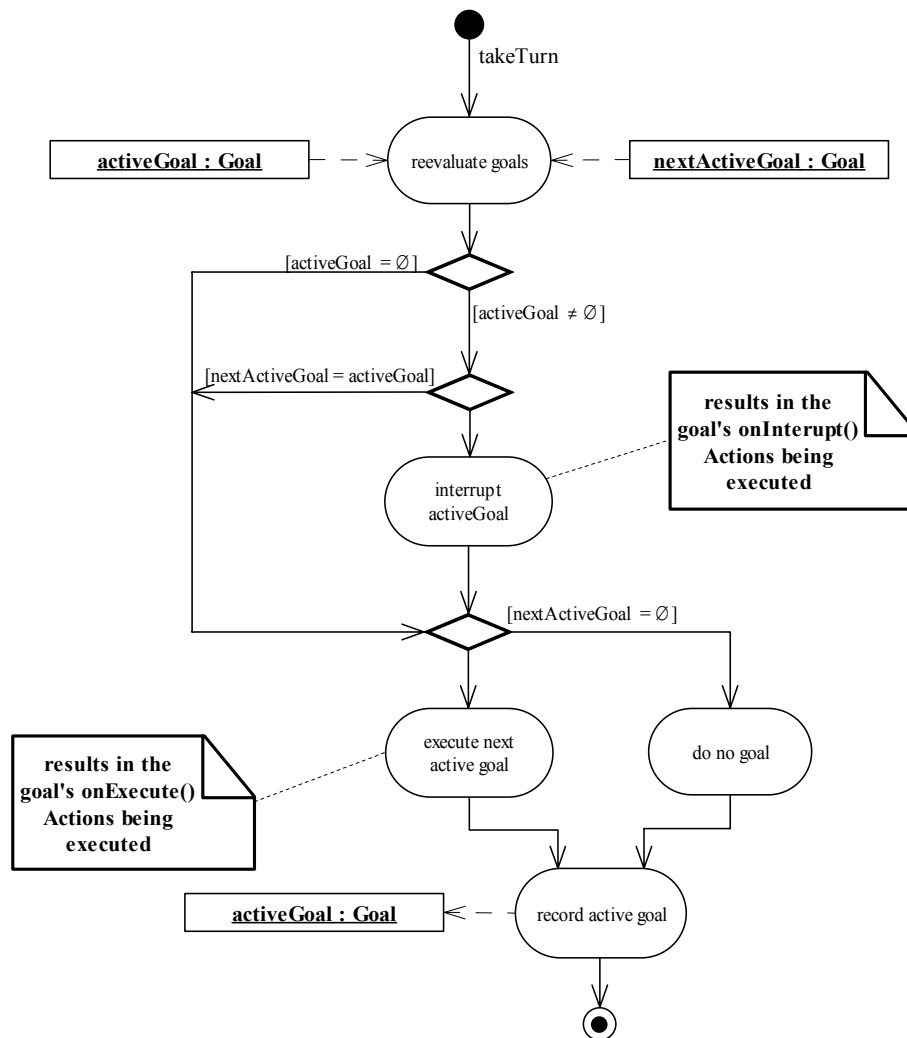 takeTurn
activeGoal : Goal
reevaluate goals
nextActiveGoal : Goal
[activeGoal = ∅]
[activeGoal ≠ ∅]
[nextActiveGoal = activeGoal]
results in the
goal's onInterupt()
Actions being
executed
interrupt
activeGoal
[nextActiveGoal = ∅]
execute next
active goal
do no goal
results in the
goal's onExecute()
Actions being
executed
activeGoal : Goal
record active goal